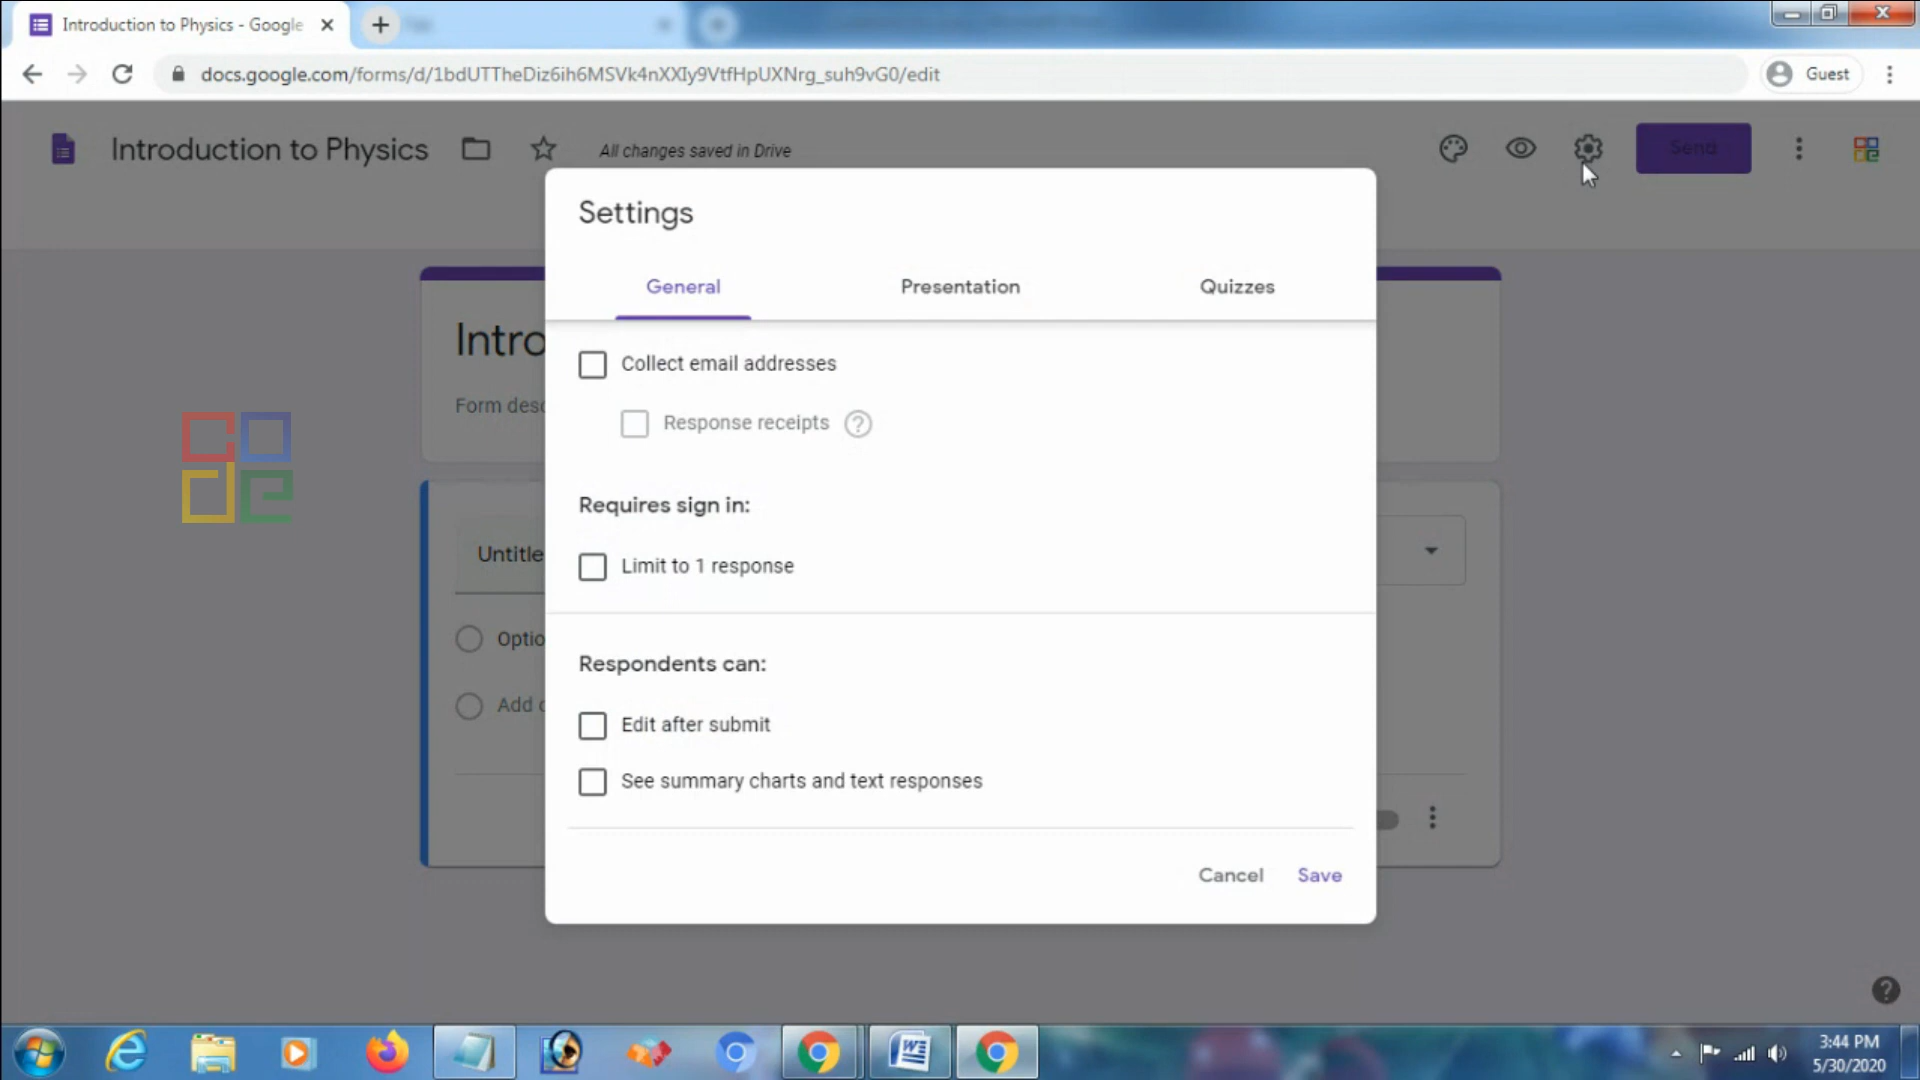 Introduction to Physics - Google
docs.google.com/forms/d/1bdUTTheDiz6ih6MSVk4nXXIy9VtfHpUXNrg_suh9vG0/edit
Guest
Introduction to Physics
All changes saved in Drive
Send
Settings
General
Presentation
Quizzes
Intro
Form desc
Collect email addresses
Response receipts
Requires sign in:
Untitle
Limit to 1 response
Optio
Respondents can:
Add o
Edit after submit
See summary charts and text responses
Cancel
Save
3:44 PM
5/30/2020